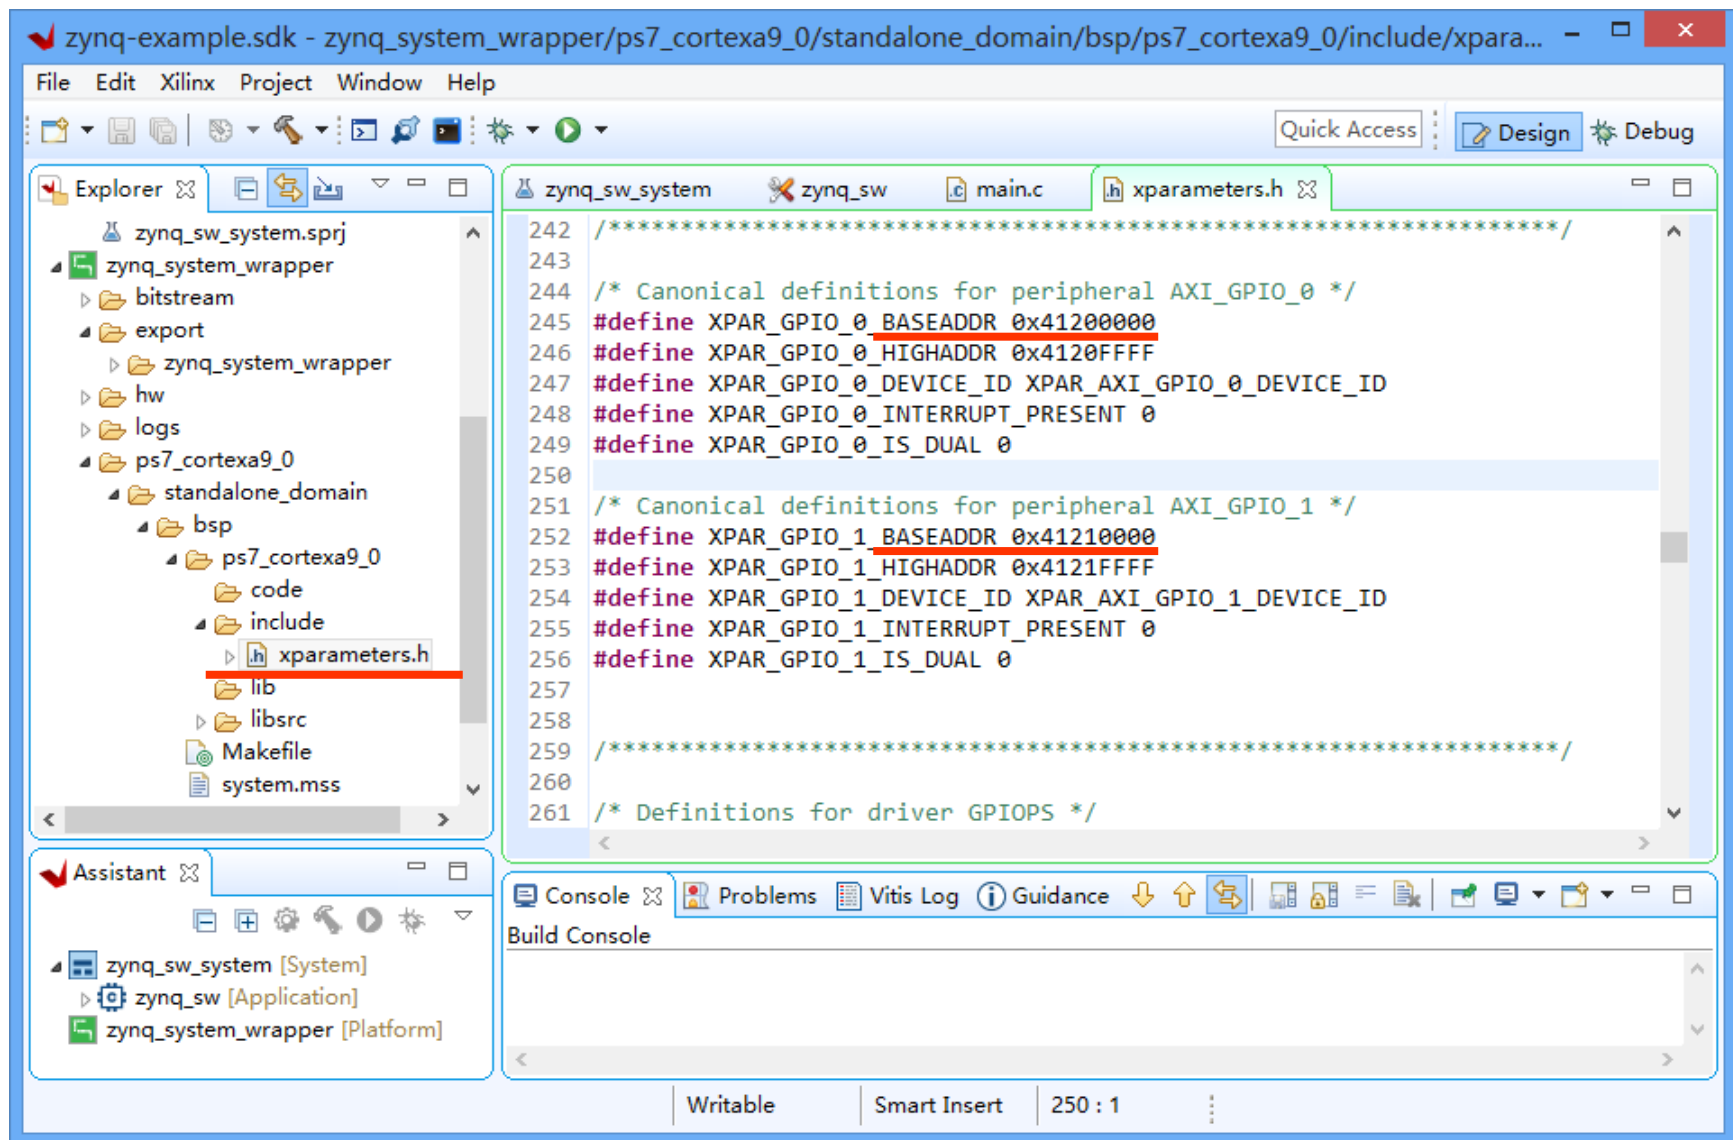 zynq-example.sdk - zynq_system_wrapper/ps7_cortexa9_0/standalone_domain/bsp/ps7_cortexa9_0/include/xpara...
File Edit Xilinx Project Window Help
Quick Access
Design
Debug
Explorer
zynq_sw_system.sprj
zynq_system_wrapper
bitstream
export
zynq_system_wrapper
hw
logs
ps7_cortexa9_0
standalone_domain
bsp
ps7_cortexa9_0
code
include
xparameters.h
lib
libsrc
Makefile
system.mss
zynq_sw_system zynq_sw main.c xparameters.h
242 /******************************************************************/
243
244 /* Canonical definitions for peripheral AXI_GPIO_0 */
245 #define XPAR_GPIO_0_BASEADDR 0x41200000
246 #define XPAR_GPIO_0_HIGHADDR 0x4120FFFF
247 #define XPAR_GPIO_0_DEVICE_ID XPAR_AXI_GPIO_0_DEVICE_ID
248 #define XPAR_GPIO_0_INTERRUPT_PRESENT 0
249 #define XPAR_GPIO_0_IS_DUAL 0
250
251 /* Canonical definitions for peripheral AXI_GPIO_1 */
252 #define XPAR_GPIO_1_BASEADDR 0x41210000
253 #define XPAR_GPIO_1_HIGHADDR 0x4121FFFF
254 #define XPAR_GPIO_1_DEVICE_ID XPAR_AXI_GPIO_1_DEVICE_ID
255 #define XPAR_GPIO_1_INTERRUPT_PRESENT 0
256 #define XPAR_GPIO_1_IS_DUAL 0
257
258
259 /******************************************************************/
260
261 /* Definitions for driver GPIOPS */
Assistant
zynq_sw_system [System]
zynq_sw [Application]
zynq_system_wrapper [Platform]
Console Problems Vitis Log Guidance
Build Console
Writable Smart Insert 250 : 1